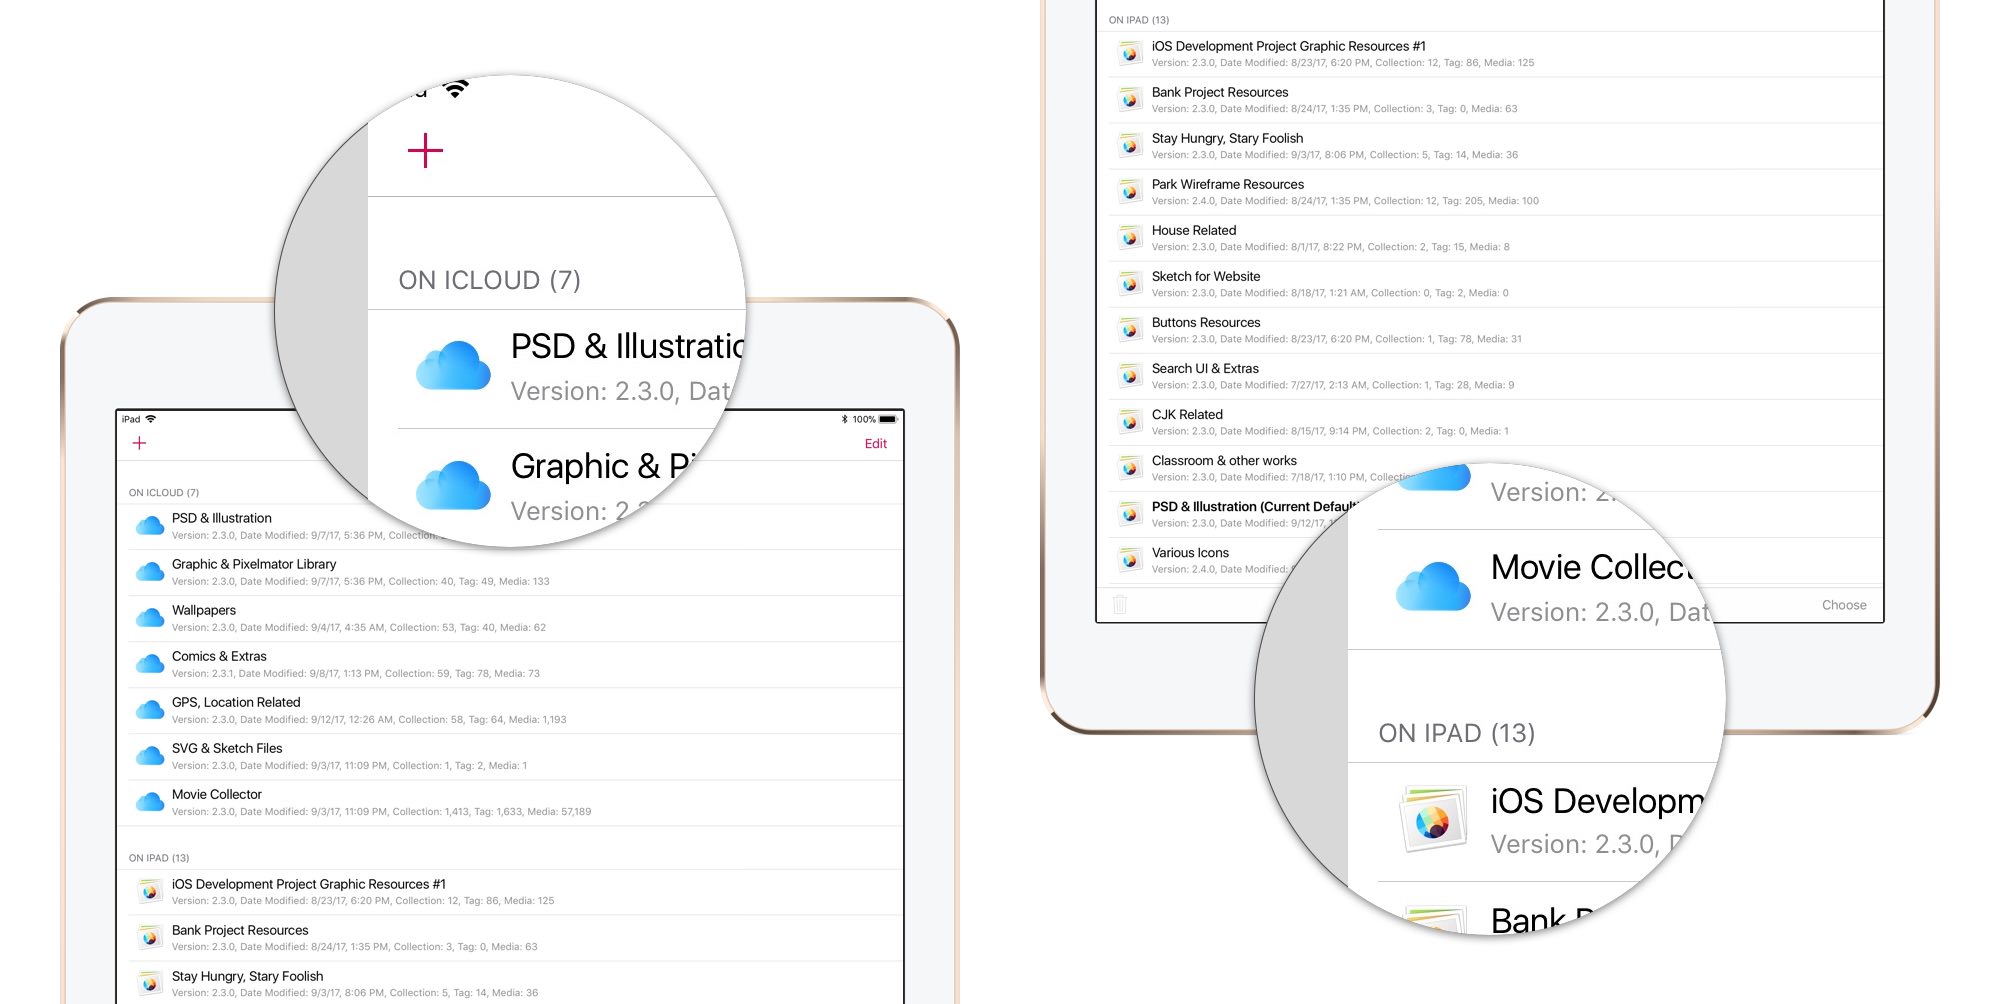 ON ICLOUD (7)
PSD & Illustratio
Version: 2.3.0, Dat
Graphic & Pi
Version: 2
iPad
100%
Edit
ON ICLOUD (7)
PSD & Illustration
Version: 2.3.0, Date Modified: 9/7/17, 5:36 PM, Collection:
Graphic & Pixelmator Library
Version: 2.3.0, Date Modified: 9/7/17, 5:36 PM, Collection: 40, Tag: 49, Media: 133
Wallpapers
Version: 2.3.0, Date Modified: 9/4/17, 4:35 AM, Collection: 53, Tag: 40, Media: 62
Comics & Extras
Version: 2.3.1, Date Modified: 9/8/17, 1:13 PM, Collection: 59, Tag: 78, Media: 73
GPS, Location Related
Version: 2.3.0, Date Modified: 9/12/17, 12:26 AM, Collection: 58, Tag: 64, Media: 1,193
SVG & Sketch Files
Version: 2.3.0, Date Modified: 9/3/17, 11:09 PM, Collection: 1, Tag: 2, Media: 1
Movie Collector
Version: 2.3.0, Date Modified: 9/3/17, 11:09 PM, Collection: 1,413, Tag: 1,633, Media: 57,189
ON IPAD (13)
iOS Development Project Graphic Resources #1
Version: 2.3.0, Date Modified: 8/23/17, 6:20 PM, Collection: 12, Tag: 86, Media: 125
Bank Project Resources
Version: 2.3.0, Date Modified: 8/24/17, 1:35 PM, Collection: 3, Tag: 0, Media: 63
Stay Hungry, Stary Foolish
Version: 2.3.0, Date Modified: 9/3/17, 8:06 PM, Collection: 5, Tag: 14, Media: 36
ON IPAD (13)
iOS Development Project Graphic Resources #1
Version: 2.3.0, Date Modified: 8/23/17, 6:20 PM, Collection: 12, Tag: 86, Media: 125
Bank Project Resources
Version: 2.3.0, Date Modified: 8/24/17, 1:35 PM, Collection: 3, Tag: 0, Media: 63
Stay Hungry, Stary Foolish
Version: 2.3.0, Date Modified: 9/3/17, 8:06 PM, Collection: 5, Tag: 14, Media: 36
Park Wireframe Resources
Version: 2.4.0, Date Modified: 8/24/17, 1:35 PM, Collection: 12, Tag: 205, Media: 100
House Related
Version: 2.3.0, Date Modified: 8/1/17, 8:22 PM, Collection: 2, Tag: 15, Media: 8
Sketch for Website
Version: 2.3.0, Date Modified: 8/18/17, 1:21 AM, Collection: 0, Tag: 2, Media: 0
Buttons Resources
Version: 2.3.0, Date Modified: 8/23/17, 6:20 PM, Collection: 1, Tag: 78, Media: 31
Search UI & Extras
Version: 2.3.0, Date Modified: 7/27/17, 2:13 AM, Collection: 1, Tag: 28, Media: 9
CJK Related
Version: 2.3.0, Date Modified: 8/15/17, 9:14 PM, Collection: 2, Tag: 0, Media: 1
Classroom & other works
Version: 2.3.0, Date Modified: 7/18/17, 1:10 PM, Collectio
PSD & Illustration (Current Default
Version: 2.3.0, Date Modified: 9/12/17,
Various Icons
Version: 2.4.0, Date Modified:
Choose
Version: 2.
Movie Collect
Version: 2.3.0, Dat
ON IPAD (13)
iOS Developm
Version: 2.3.0,
Bank